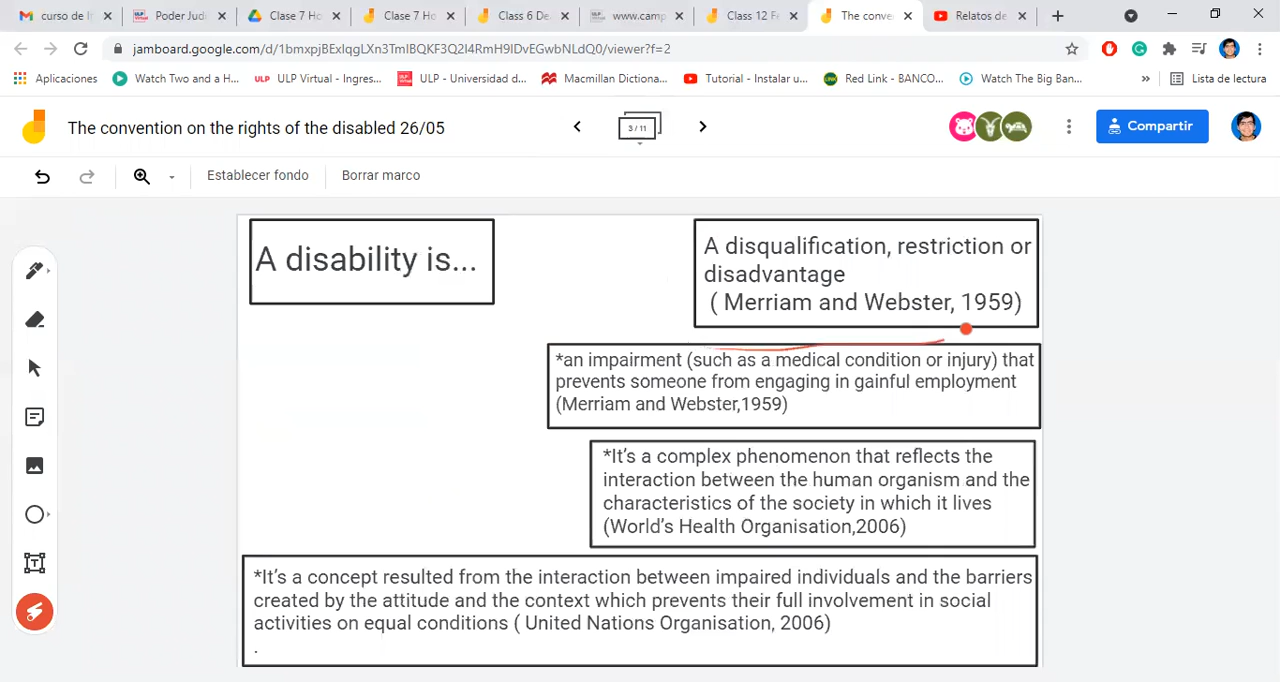 curso de I
Poder Judi
Clase 7 Ho
Clase 7 Ho
Class 6 De
www.camp
Class 12 Fe
The conve
Relatos de
jamboard.google.com/d/1bmxpjBExlqgLXn3TmlBQKF3Q2l4RmH9lDvEGwbNLdQ0/viewer?f=2
Aplicaciones
Watch Two and a H...
ULP Virtual - Ingres...
ULP - Universidad d...
Macmillan Dictiona...
Tutorial - Instalar u...
Red Link - BANCO...
Watch The Big Ban...
»
Lista de lectura
The convention on the rights of the disabled 26/05
3 / 11
Compartir
Establecer fondo
Borrar marco
A disability is...
A disqualification, restriction or
disadvantage
( Merriam and Webster, 1959)
*an impairment (such as a medical condition or injury) that
prevents someone from engaging in gainful employment
(Merriam and Webster,1959)
*It's a complex phenomenon that reflects the
interaction between the human organism and the
characteristics of the society in which it lives
(World's Health Organisation,2006)
*It's a concept resulted from the interaction between impaired individuals and the barriers
created by the attitude and the context which prevents their full involvement in social
activities on equal conditions ( United Nations Organisation, 2006)
.